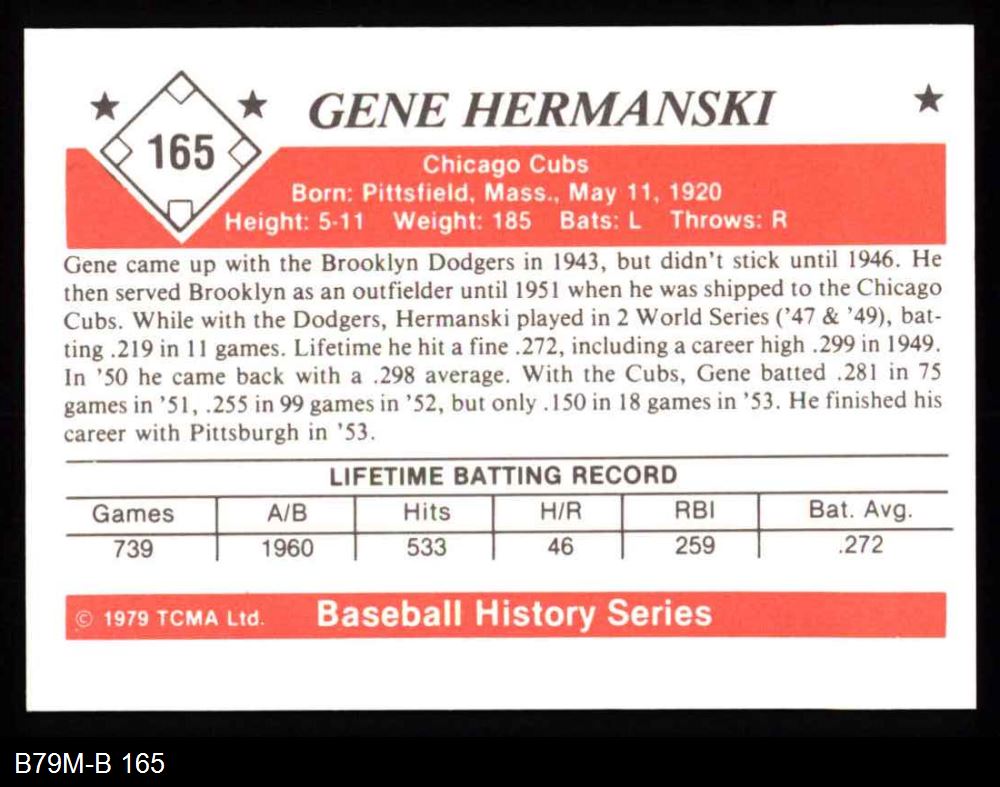 165
GENE HERMANSKI
Chicago Cubs
Born: Pittsfield, Mass., May 11, 1920
Height: 5-11 Weight: 185 Bats: L Throws: R
Gene came up with the Brooklyn Dodgers in 1943, but didn't stick until 1946. He
then served Brooklyn as an outfielder until 1951 when he was shipped to the Chicago
Cubs. While with the Dodgers, Hermanski played in 2 World Series ('47 & '49), bat-
ting .219 in 11 games. Lifetime he hit a fine .272, including a career high .299 in 1949.
In '50 he came back with a .298 average. With the Cubs, Gene batted .281 in 75
games in '51, .255 in 99 games in '52, but only .150 in 18 games in '53. He finished his
career with Pittsburgh in '53.
LIFETIME BATTING RECORD
Games A/B Hits H/R RBI Bat. Avg.
739 1960 533 46 259 .272
© 1979 TCMA Ltd. Baseball History Series
B79M-B 165